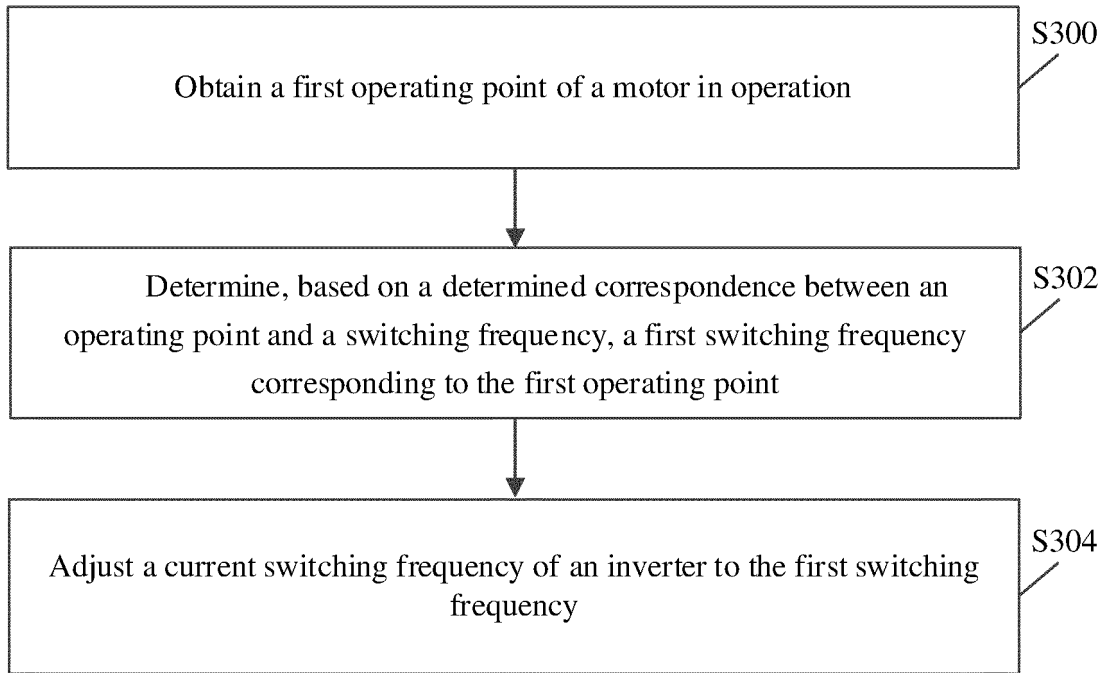 S300
Obtain a first operating point of a motor in operation
S302
Determine, based on a determined correspondence between an
operating point and a switching frequency, a first switching frequency
corresponding to the first operating point
S304
Adjust a current switching frequency of an inverter to the first switching
frequency